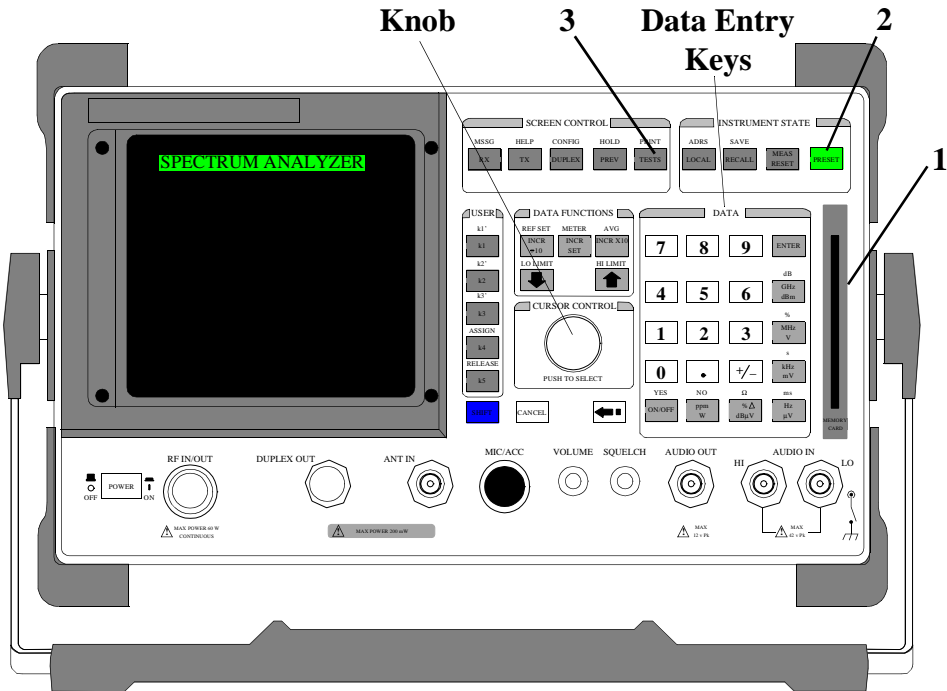 Knob
3
Data Entry
Keys
2
1
SPECTRUM ANALYZER
SCREEN CONTROL
MSSG HELP CONFIG HOLD PRINT
RX TX DUPLEX PREV TESTS
INSTRUMENT STATE
ADRS SAVE
LOCAL RECALL MEAS RESET PRESET
USER
k1'
k1
k2'
k2
k3'
k3
ASSIGN
k4
RELEASE
k5
SHIFT
DATA FUNCTIONS
REF SET METER AVG
INCR ÷10 INCR SET INCR X10
LO LIMIT HI LIMIT
CURSOR CONTROL
PUSH TO SELECT
CANCEL
DATA
7 8 9 ENTER
dB
4 5 6 GHz dBm
%
1 2 3 MHz V
s
0 . +/− kHz mV
YES NO Ω ms
ON/OFF ppm W %Δ dBµV Hz µV
MEMORY
CARD
RF IN/OUT
DUPLEX OUT
ANT IN
MIC/ACC
VOLUME
SQUELCH
AUDIO OUT
AUDIO IN
HI
LO
POWER
OFF
ON
MAX POWER 60 W
CONTINUOUS
MAX POWER 200 mW
MAX
12 v Pk
MAX
42 v Pk